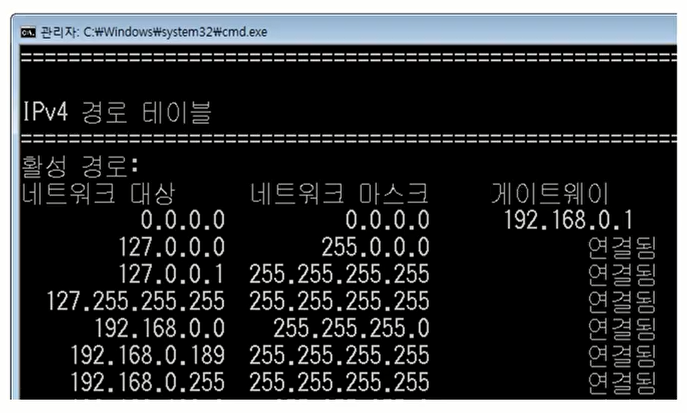 관리자: C:₩Windows₩system32₩cmd.exe
IPv4 경로 테이블
활성 경로:
네트워크 대상 네트워크 마스크 게이트웨이
0.0.0.0 0.0.0.0 192.168.0.1
127.0.0.0 255.0.0.0 연결됨
127.0.0.1 255.255.255.255 연결됨
127.255.255.255 255.255.255.255 연결됨
192.168.0.0 255.255.255.0 연결됨
192.168.0.189 255.255.255.255 연결됨
192.168.0.255 255.255.255.255 연결됨